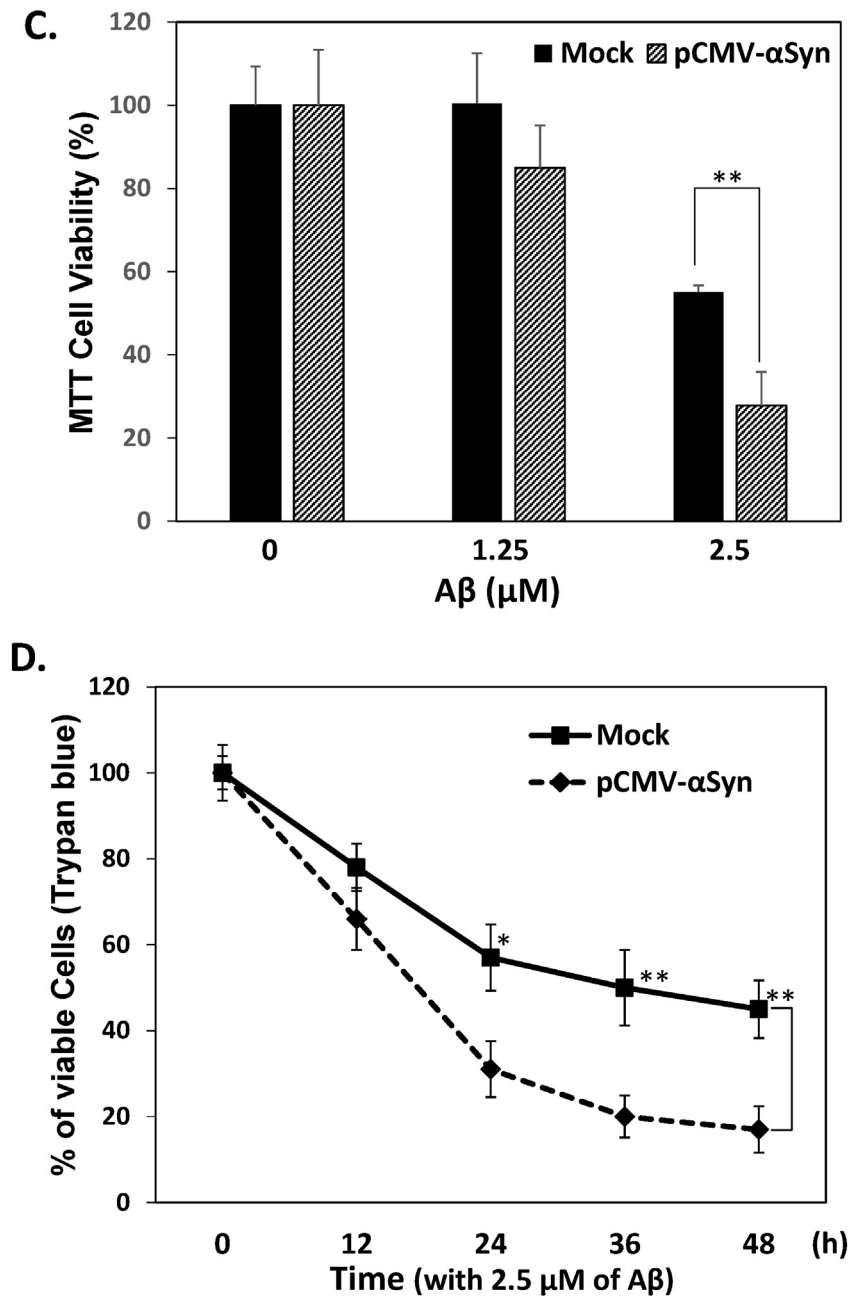 C.
120
100
80
60
40
20
0
MTT Cell Viability (%)
Mock pCMV-αSyn
**
0 1.25 2.5
Aβ (μM)
D.
120
100
80
60
40
20
0
% of viable Cells (Trypan blue)
Mock
pCMV-αSyn
*
**
**
0 12 24 36 48 (h)
Time (with 2.5 μM of Aβ)